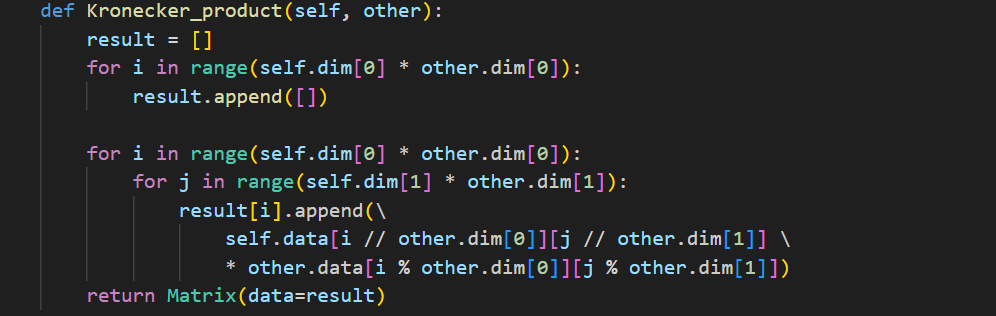 def Kronecker_product(self, other):
    result = []
    for i in range(self.dim[0] * other.dim[0]):
        result.append([])

    for i in range(self.dim[0] * other.dim[0]):
        for j in range(self.dim[1] * other.dim[1]):
            result[i].append(\
                self.data[i // other.dim[0]][j // other.dim[1]] \
                * other.data[i % other.dim[0]][j % other.dim[1]])
    return Matrix(data=result)